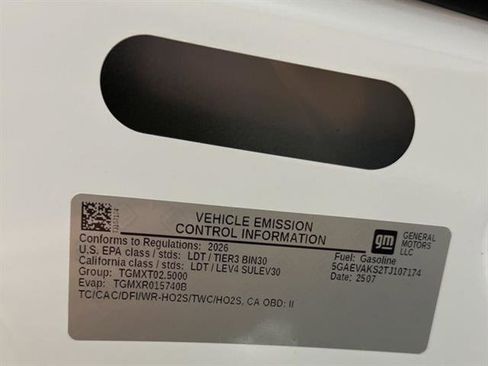 VEHICLE EMISSION
CONTROL INFORMATION
gm
GENERAL
MOTORS
LLC
Conforms to Regulations: 2026
U.S. EPA class / stds: LDT / TIER3 BIN30
California class / stds: LDT / LEV4 SULEV30
Group: TGMXT02.5000
Evap: TGMXR015740B
TC/CAC/DFI/WR-HO2S/TWC/HO2S, CA OBD: II
Fuel: Gasoline
5GAEVAKS2TJ107174
Date: 2507